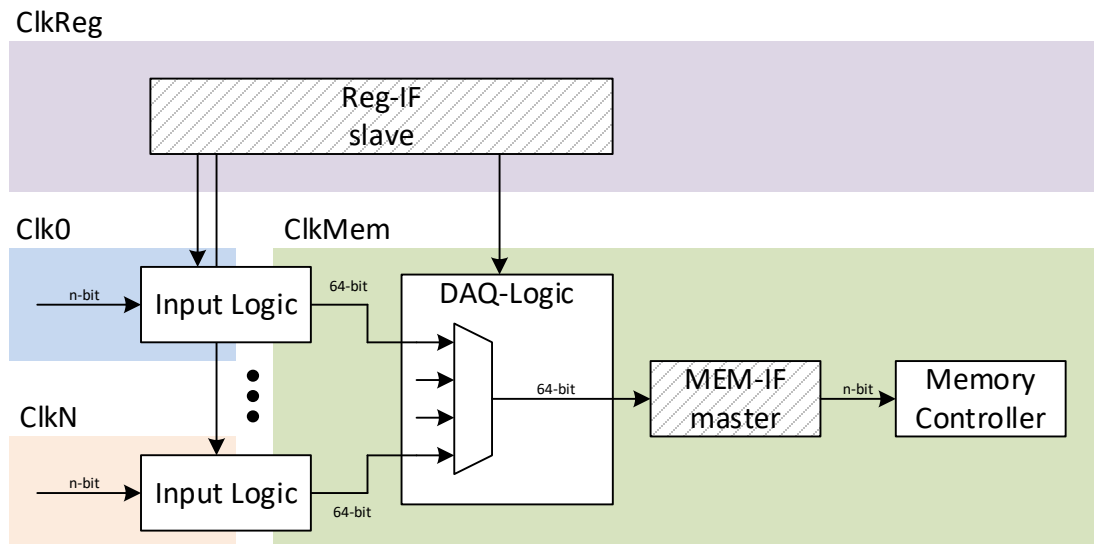 ClkReg
Reg-IF
slave
Clk0
ClkMem
n-bit
Input Logic
64-bit
DAQ-Logic
64-bit
MEM-IF
master
n-bit
Memory
Controller
ClkN
n-bit
Input Logic
64-bit